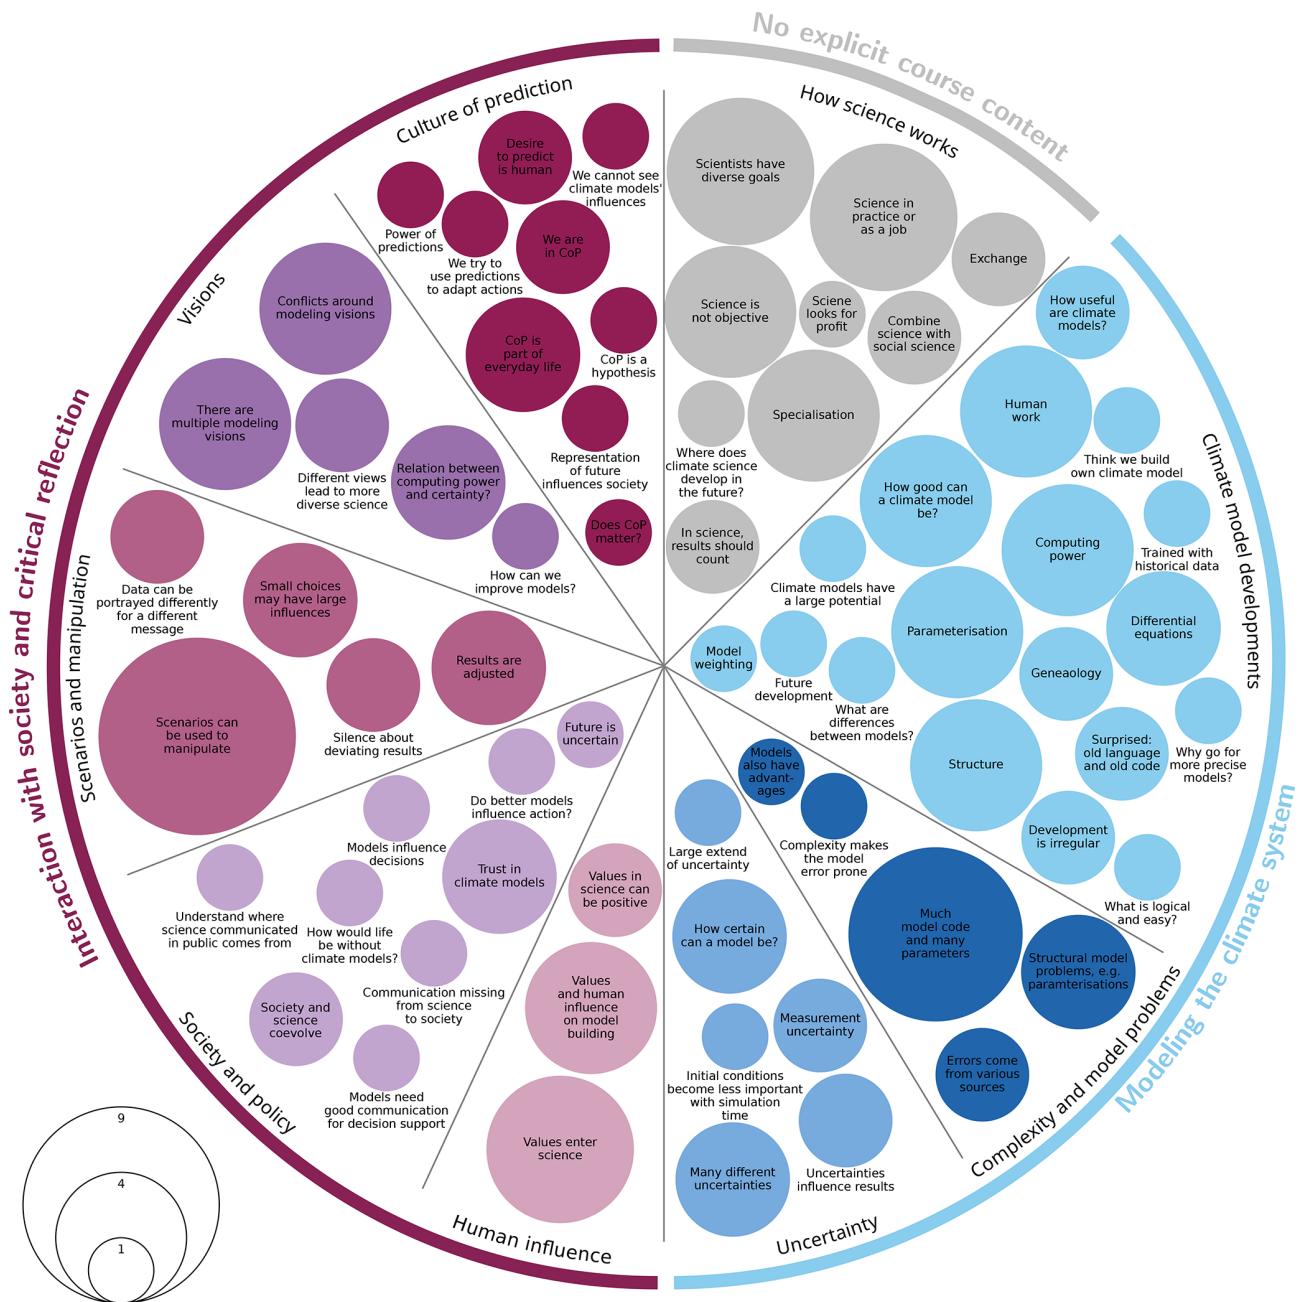 No explicit course content
How science works
Scientists have
diverse goals
Science in
practice or
as a job
Exchange
Science is
not objective
Sciene
looks for
profit
Combine
science with
social science
Specialisation
Where does
climate science
develop in
the future?
In science,
results should
count
Modeling the climate system
Climate model developments
How useful
are climate
models?
Human
work
Think we build
own climate model
How good can
a climate model
be?
Computing
power
Trained with
historical data
Climate models have
a large potential
Parameterisation
Differential
equations
Model
weighting
Future
development
What are
differences
between models?
Geneaology
Why go for
more precise
models?
Structure
Surprised:
old language
and old code
Development
is irregular
What is logical
and easy?
Complexity and model problems
Models
also have
advant-
ages
Complexity makes
the model
error prone
Much
model code
and many
parameters
Structural model
problems, e.g.
paramterisations
Errors come
from various
sources
Uncertainty
Large extend
of uncertainty
How certain
can a model be?
Measurement
uncertainty
Initial conditions
become less important
with simulation
time
Many different
uncertainties
Uncertainties
influence results
Interaction with society and critical reflection
Human influence
Values in
science can
be positive
Values
and human
influence
on model
building
Values enter
science
Society and policy
Future is
uncertain
Do better models
influence action?
Models influence
decisions
Trust in
climate models
Understand where
science communicated
in public comes from
How would life
be without
climate models?
Communication missing
from science
to society
Society and
science
coevolve
Models need
good communication
for decision support
Scenarios and manipulation
Data can be
portrayed differently
for a different
message
Small choices
may have large
influences
Results are
adjusted
Silence about
deviating results
Scenarios can
be used to
manipulate
Visions
Conflicts around
modeling visions
There are
multiple modeling
visions
Different views
lead to more
diverse science
Relation between
computing power
and certainty?
How can we
improve models?
Culture of prediction
Desire
to predict
is human
We cannot see
climate models'
influences
Power of
predictions
We try to
use predictions
to adapt actions
We are
in CoP
CoP is
part of
everyday life
CoP is a
hypothesis
Representation
of future
influences society
Does CoP
matter?
9
4
1